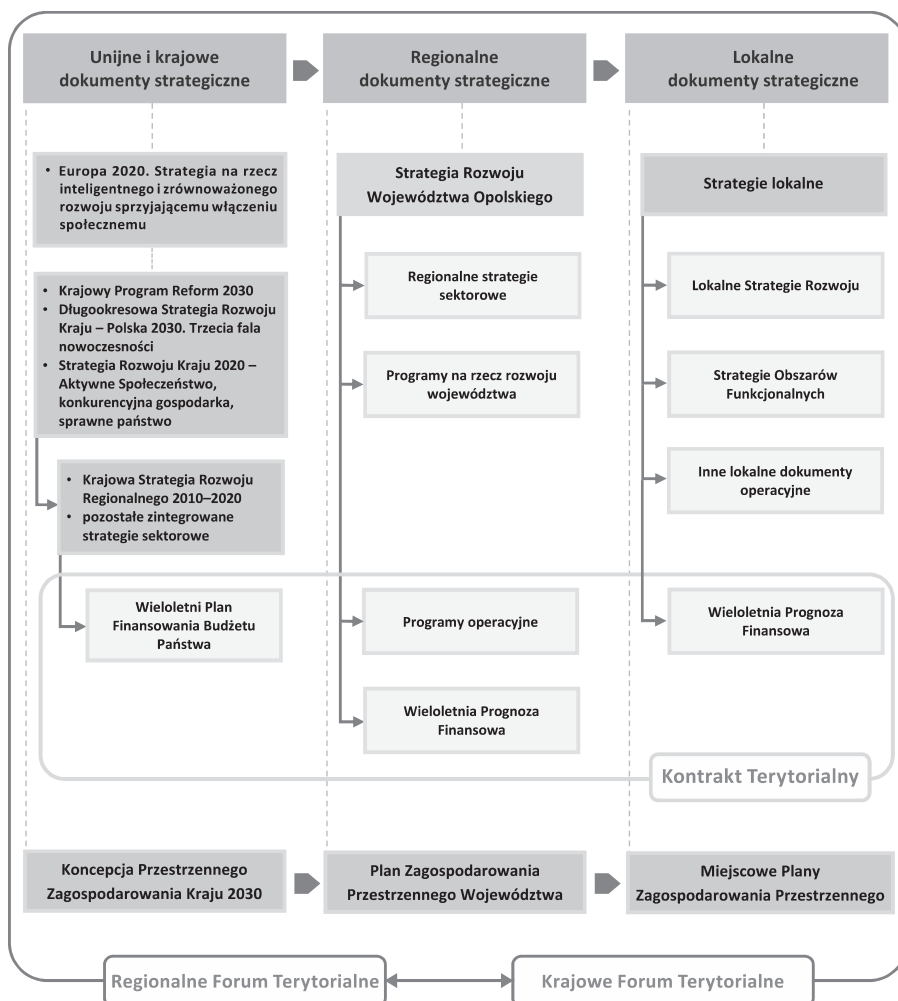 Unijne i krajowe
dokumenty strategiczne
Regionalne
dokumenty strategiczne
Lokalne
dokumenty strategiczne
• Europa 2020. Strategia na rzecz
inteligentnego i zrównoważonego
rozwoju sprzyjającemu włączeniu
społecznemu
• Krajowy Program Reform 2030
• Długookresowa Strategia Rozwoju
Kraju – Polska 2030. Trzecia fala
nowoczesności
• Strategia Rozwoju Kraju 2020 –
Aktywne Społeczeństwo,
konkurencyjna gospodarka,
sprawne państwo
• Krajowa Strategia Rozwoju
Regionalnego 2010–2020
• pozostałe zintegrowane
strategie sektorowe
Wieloletni Plan
Finansowania Budżetu
Państwa
Strategia Rozwoju
Województwa Opolskiego
Regionalne strategie
sektorowe
Programy na rzecz rozwoju
województwa
Programy operacyjne
Wieloletnia Prognoza
Finansowa
Strategie lokalne
Lokalne Strategie Rozwoju
Strategie Obszarów
Funkcjonalnych
Inne lokalne dokumenty
operacyjne
Wieloletnia Prognoza
Finansowa
Kontrakt Terytorialny
Koncepcja Przestrzennego
Zagospodarowania Kraju 2030
Plan Zagospodarowania
Przestrzennego Województwa
Miejscowe Plany
Zagospodarowania Przestrzennego
Regionalne Forum Terytorialne
Krajowe Forum Terytorialne